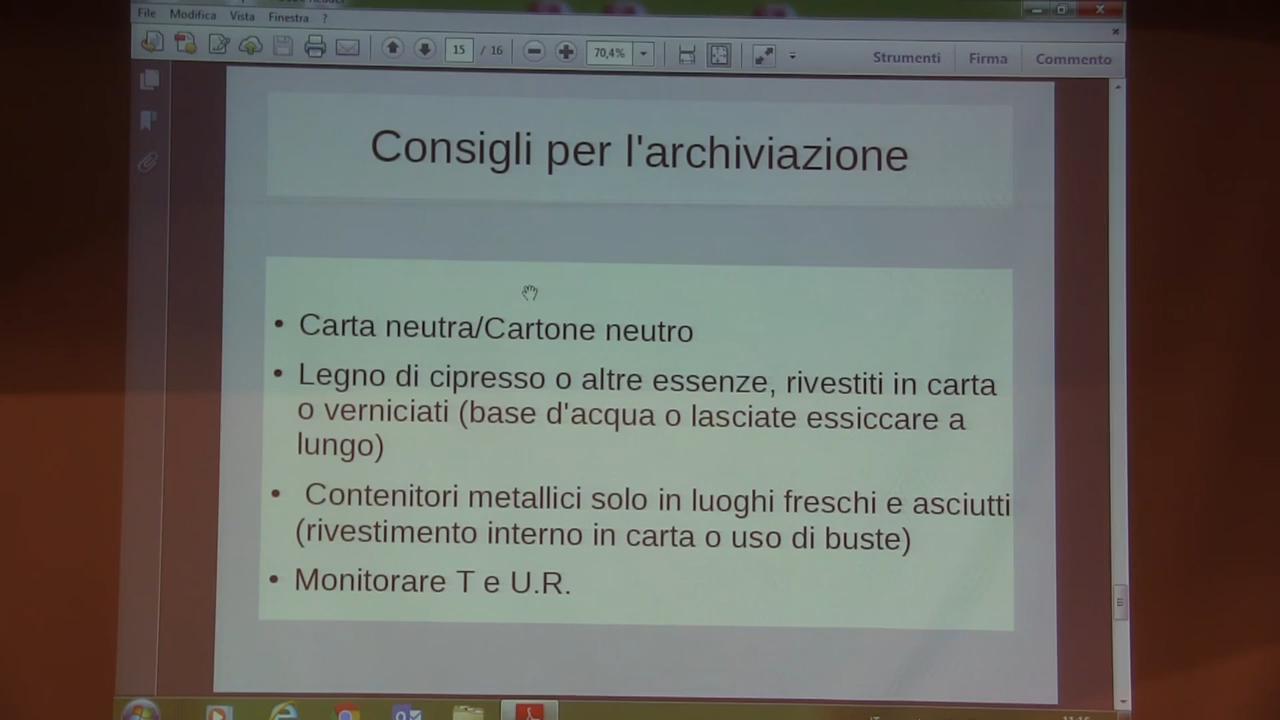 File Modifica Vista Finestra ?
15 / 16 70,4% Strumenti Firma Commento
Consigli per l'archiviazione
• Carta neutra/Cartone neutro
• Legno di cipresso o altre essenze, rivestiti in carta
o verniciati (base d'acqua o lasciate essiccare a
lungo)
• Contenitori metallici solo in luoghi freschi e asciutti
(rivestimento interno in carta o uso di buste)
• Monitorare T e U.R.